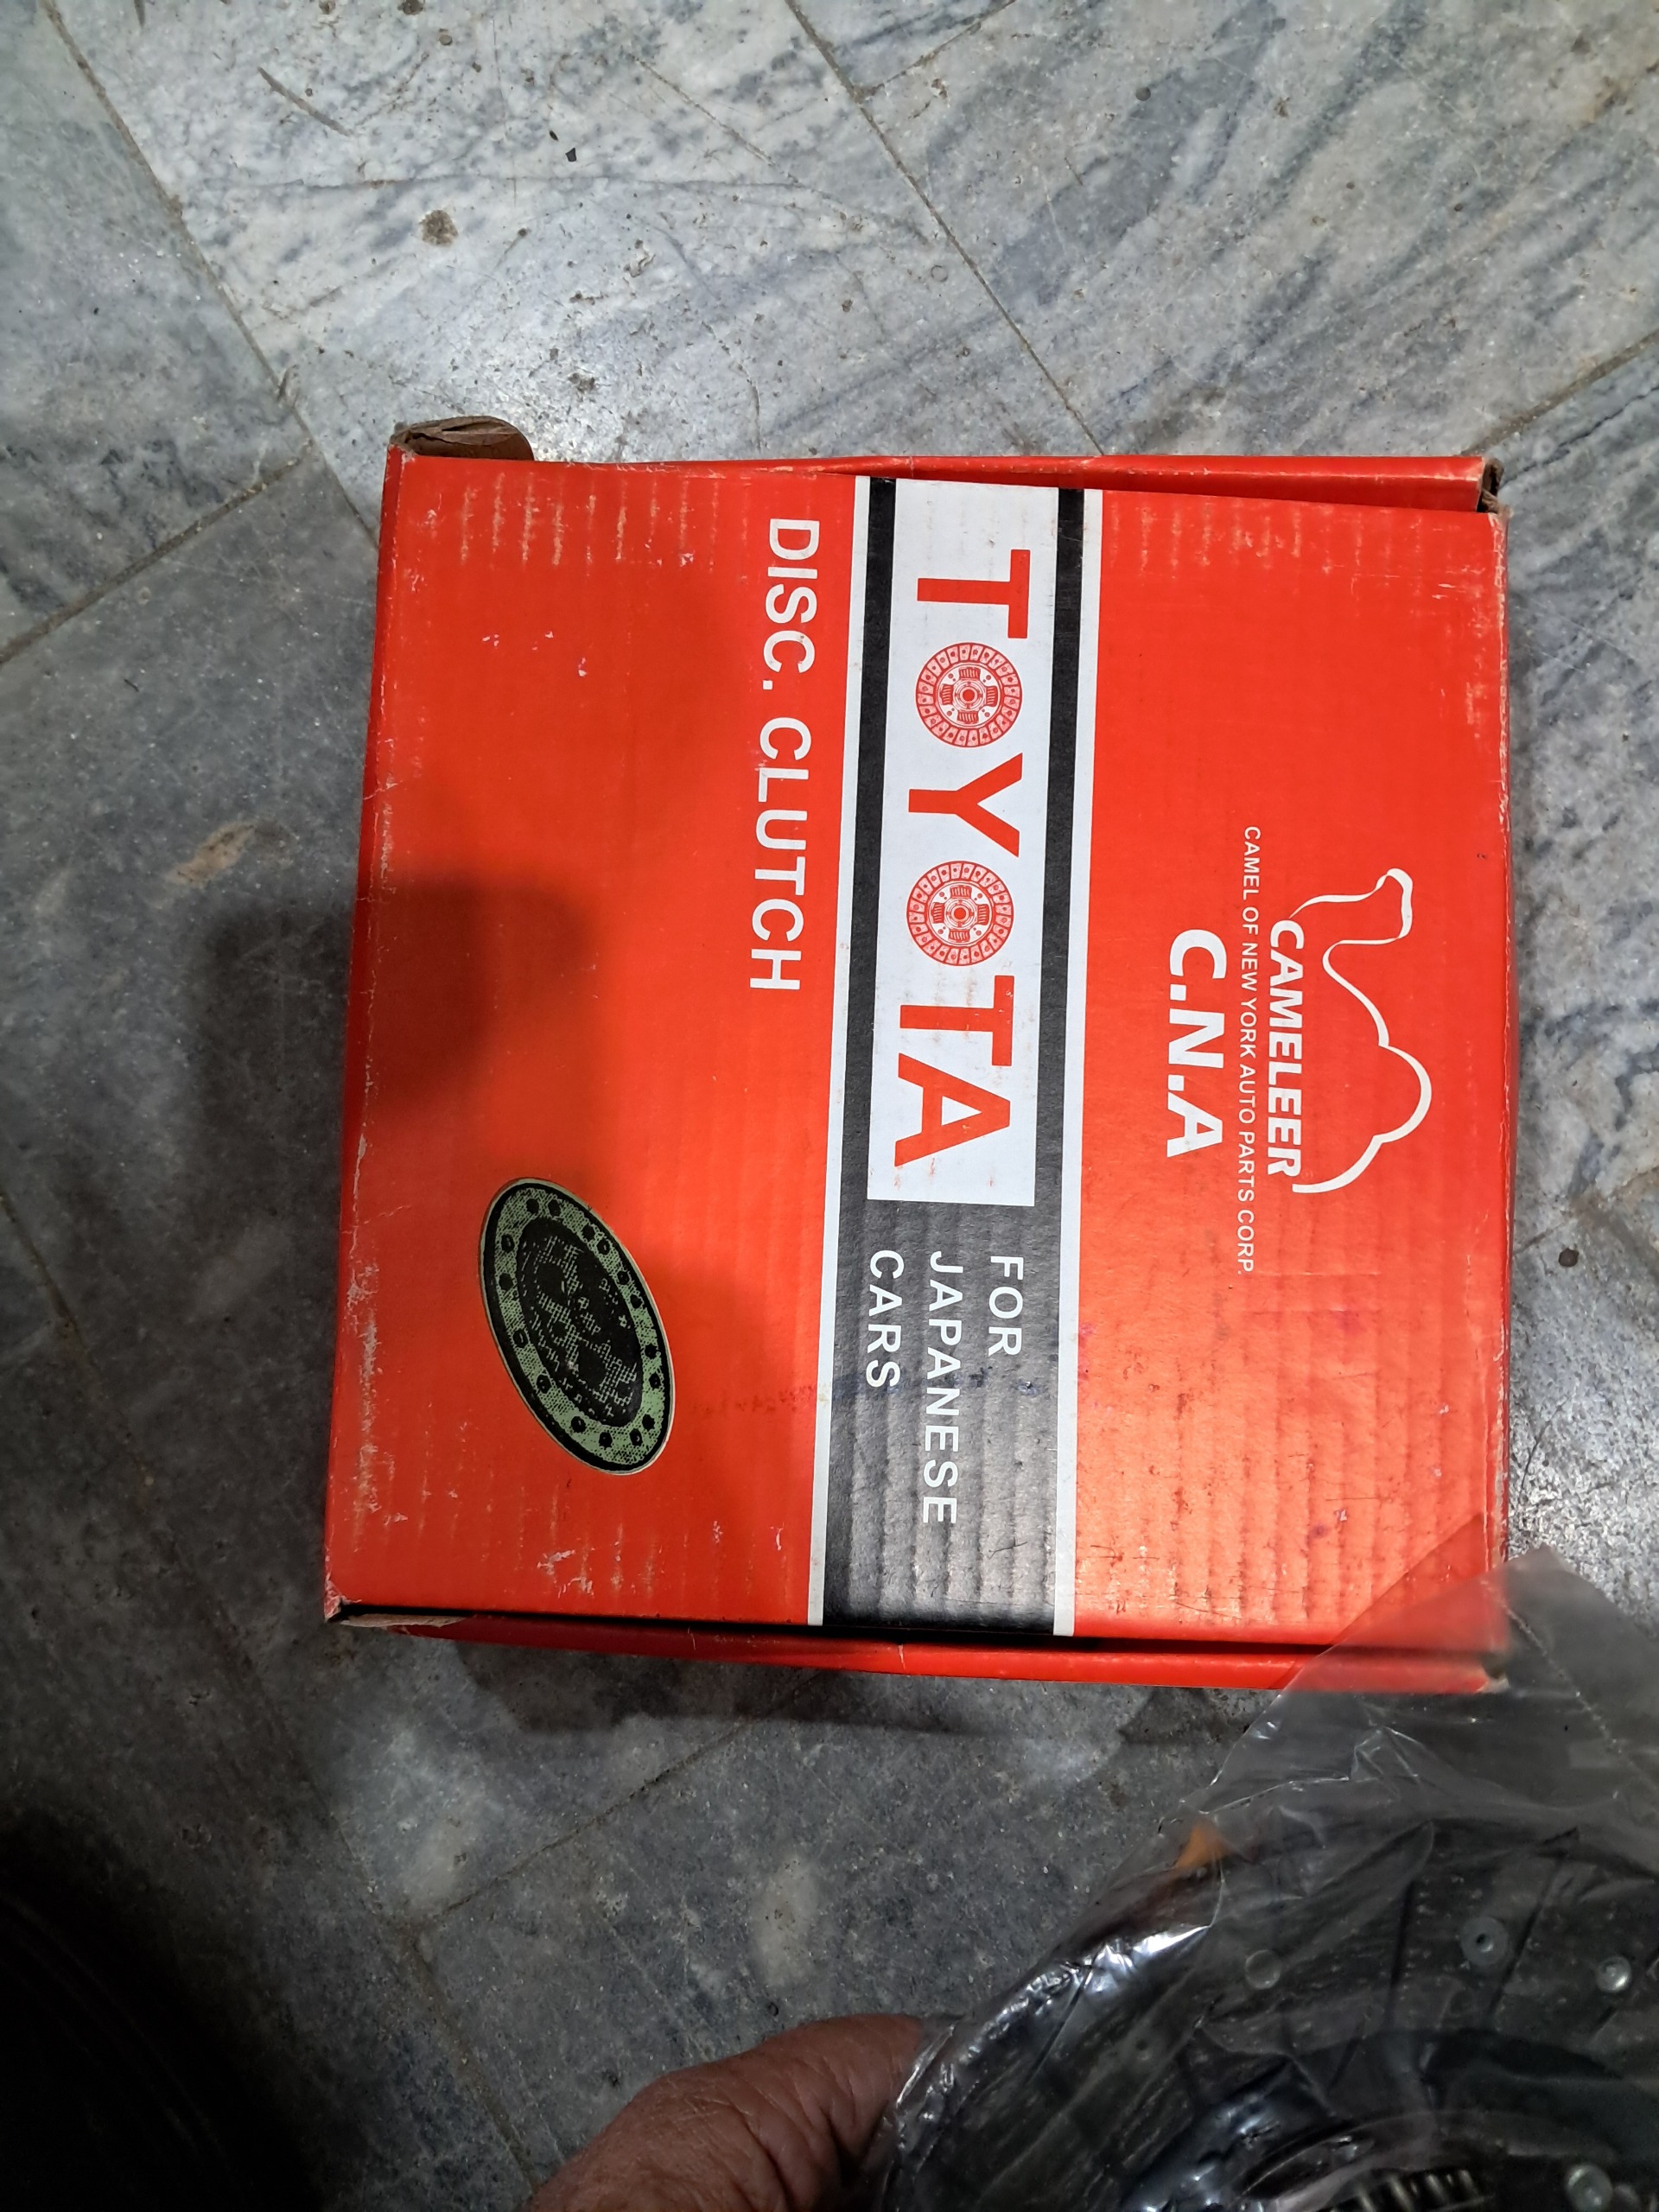 CAMELEER
CAMEL OF NEW YORK AUTO PARTS CORP.
C.N.A
TOYOTA
FOR
JAPANESE
CARS
DISC. CLUTCH